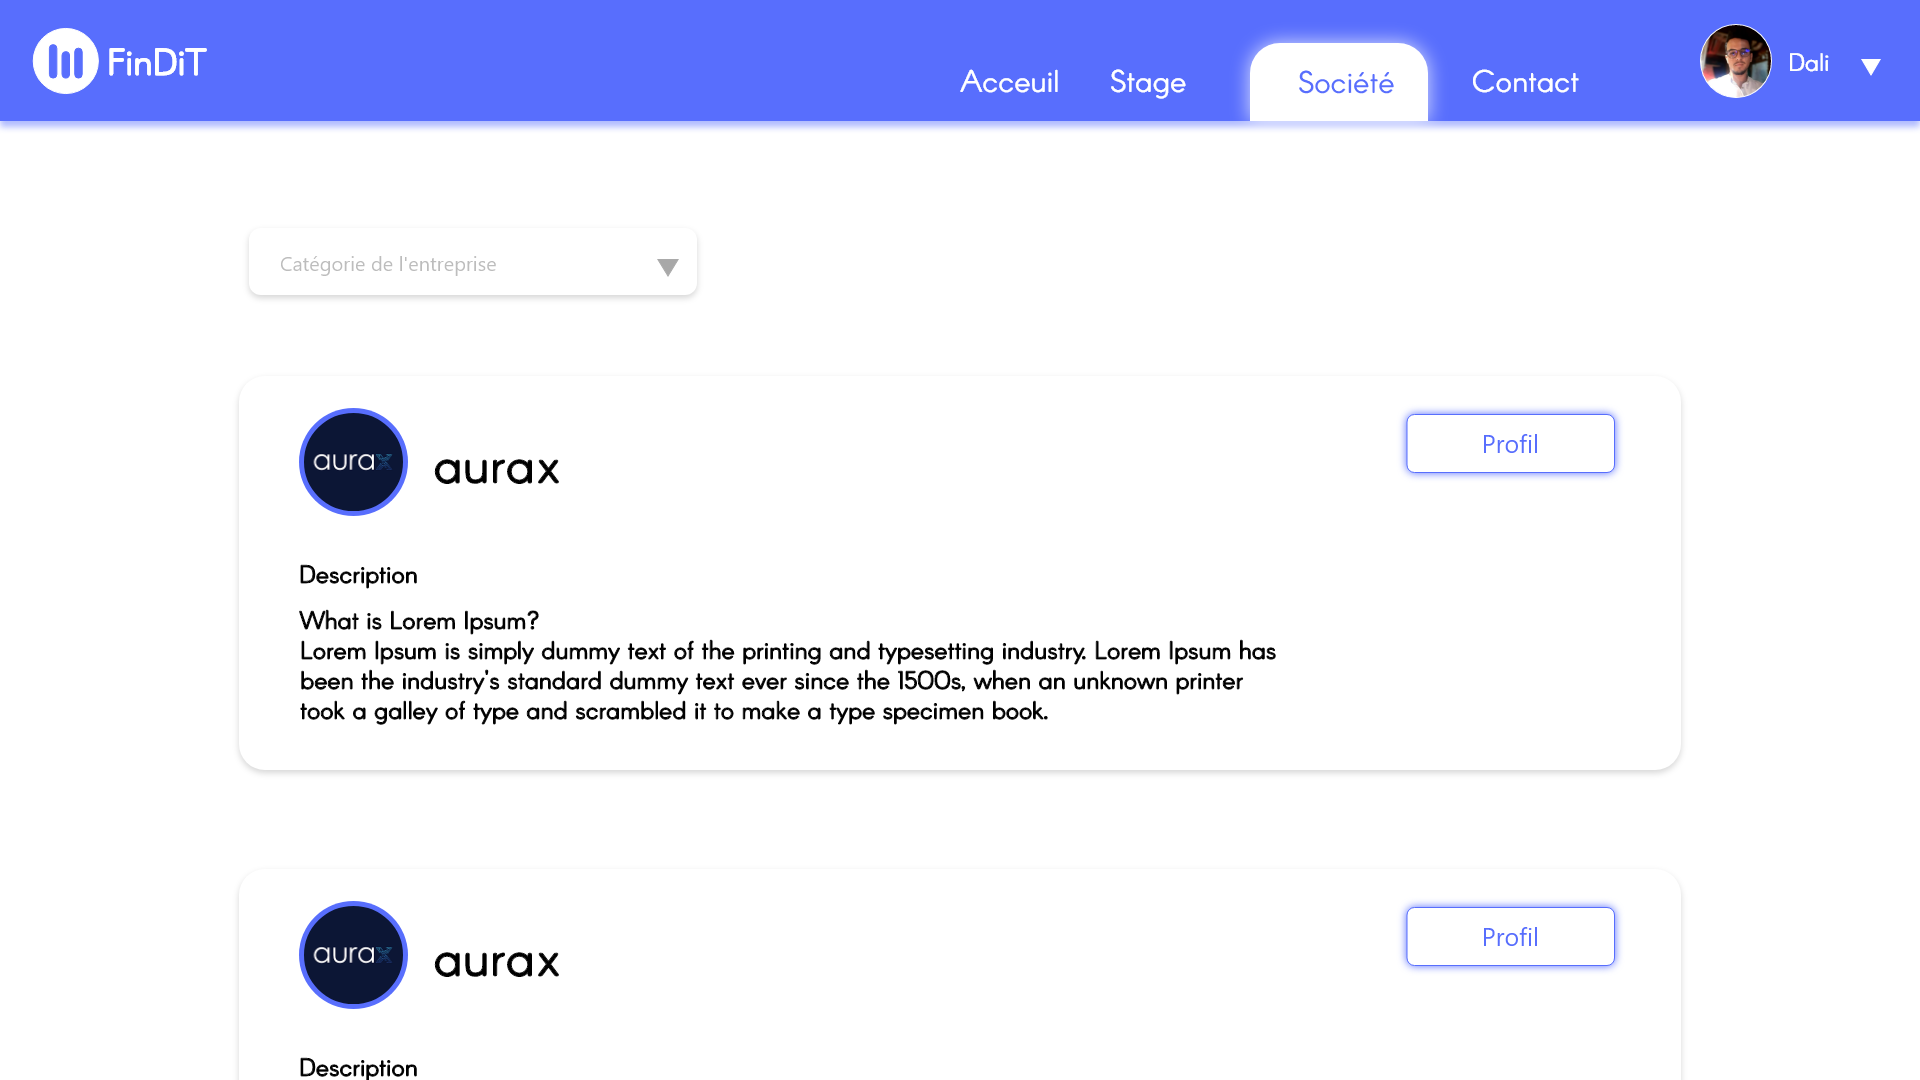 FinDiT
Acceuil
Stage
Société
Contact
Dali
Catégorie de l'entreprise
aurax
aurax
Profil
Description
What is Lorem Ipsum?
Lorem Ipsum is simply dummy text of the printing and typesetting industry. Lorem Ipsum has
been the industry's standard dummy text ever since the 1500s, when an unknown printer
took a galley of type and scrambled it to make a type specimen book.
aurax
aurax
Profil
Description